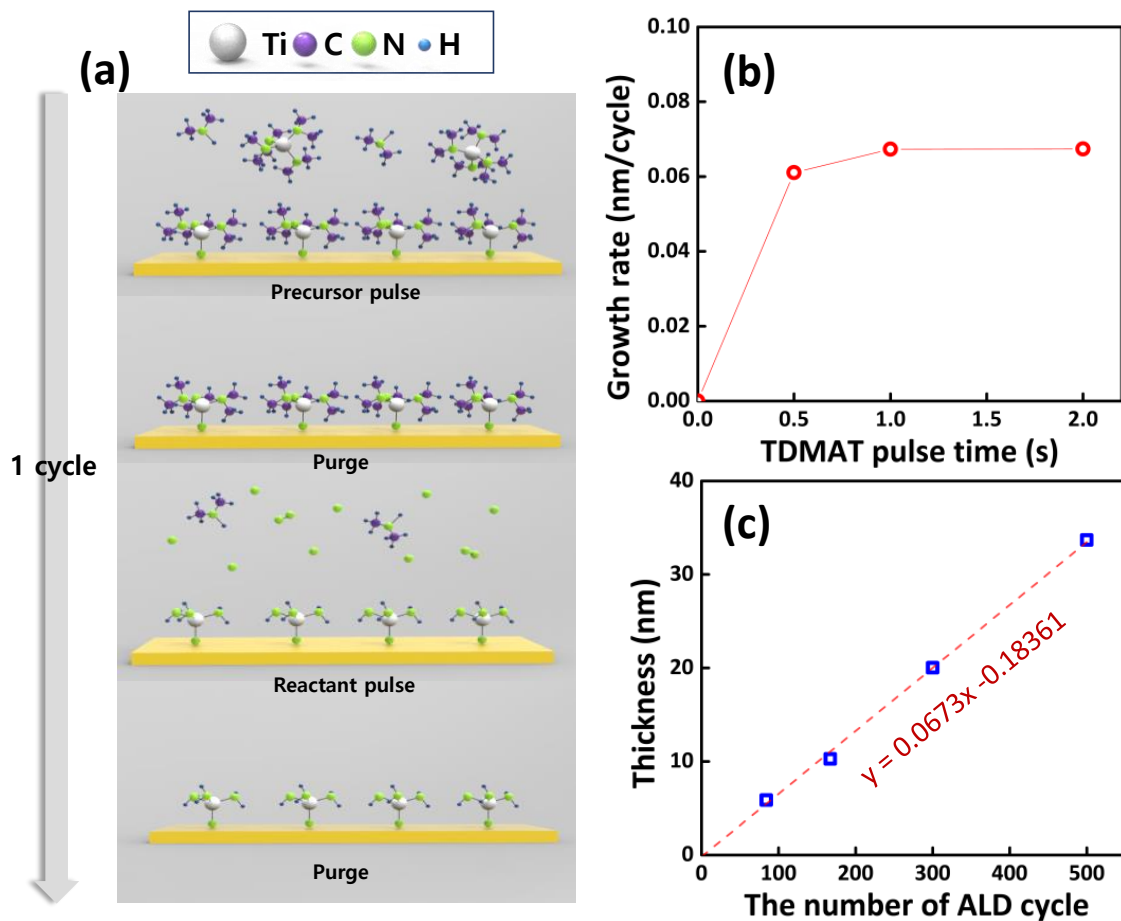 Ti C N H
(a)
Precursor pulse
Purge
1 cycle
Reactant pulse
Purge
(b)
Growth rate (nm/cycle)
0.10
0.08
0.06
0.04
0.02
0.00
0.0 0.5 1.0 1.5 2.0
TDMAT pulse time (s)
(c)
Thickness (nm)
40
30
20
10
0
y = 0.0673x -0.18361
0 100 200 300 400 500
The number of ALD cycle